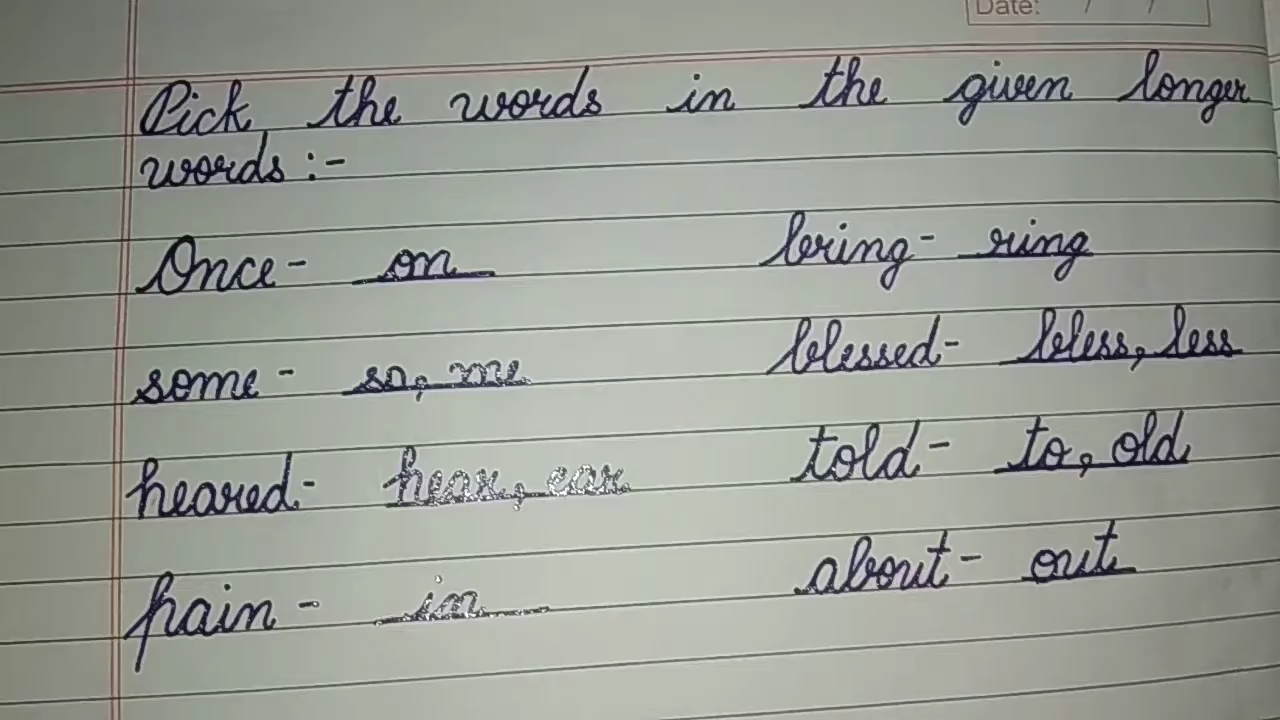 Date: / /
Pick the words in the given longer
words :-
Once - on
bring - ring
some - so, me
blessed - bless, less
heared - hear, ear
told - to, old
pain - in
about - out